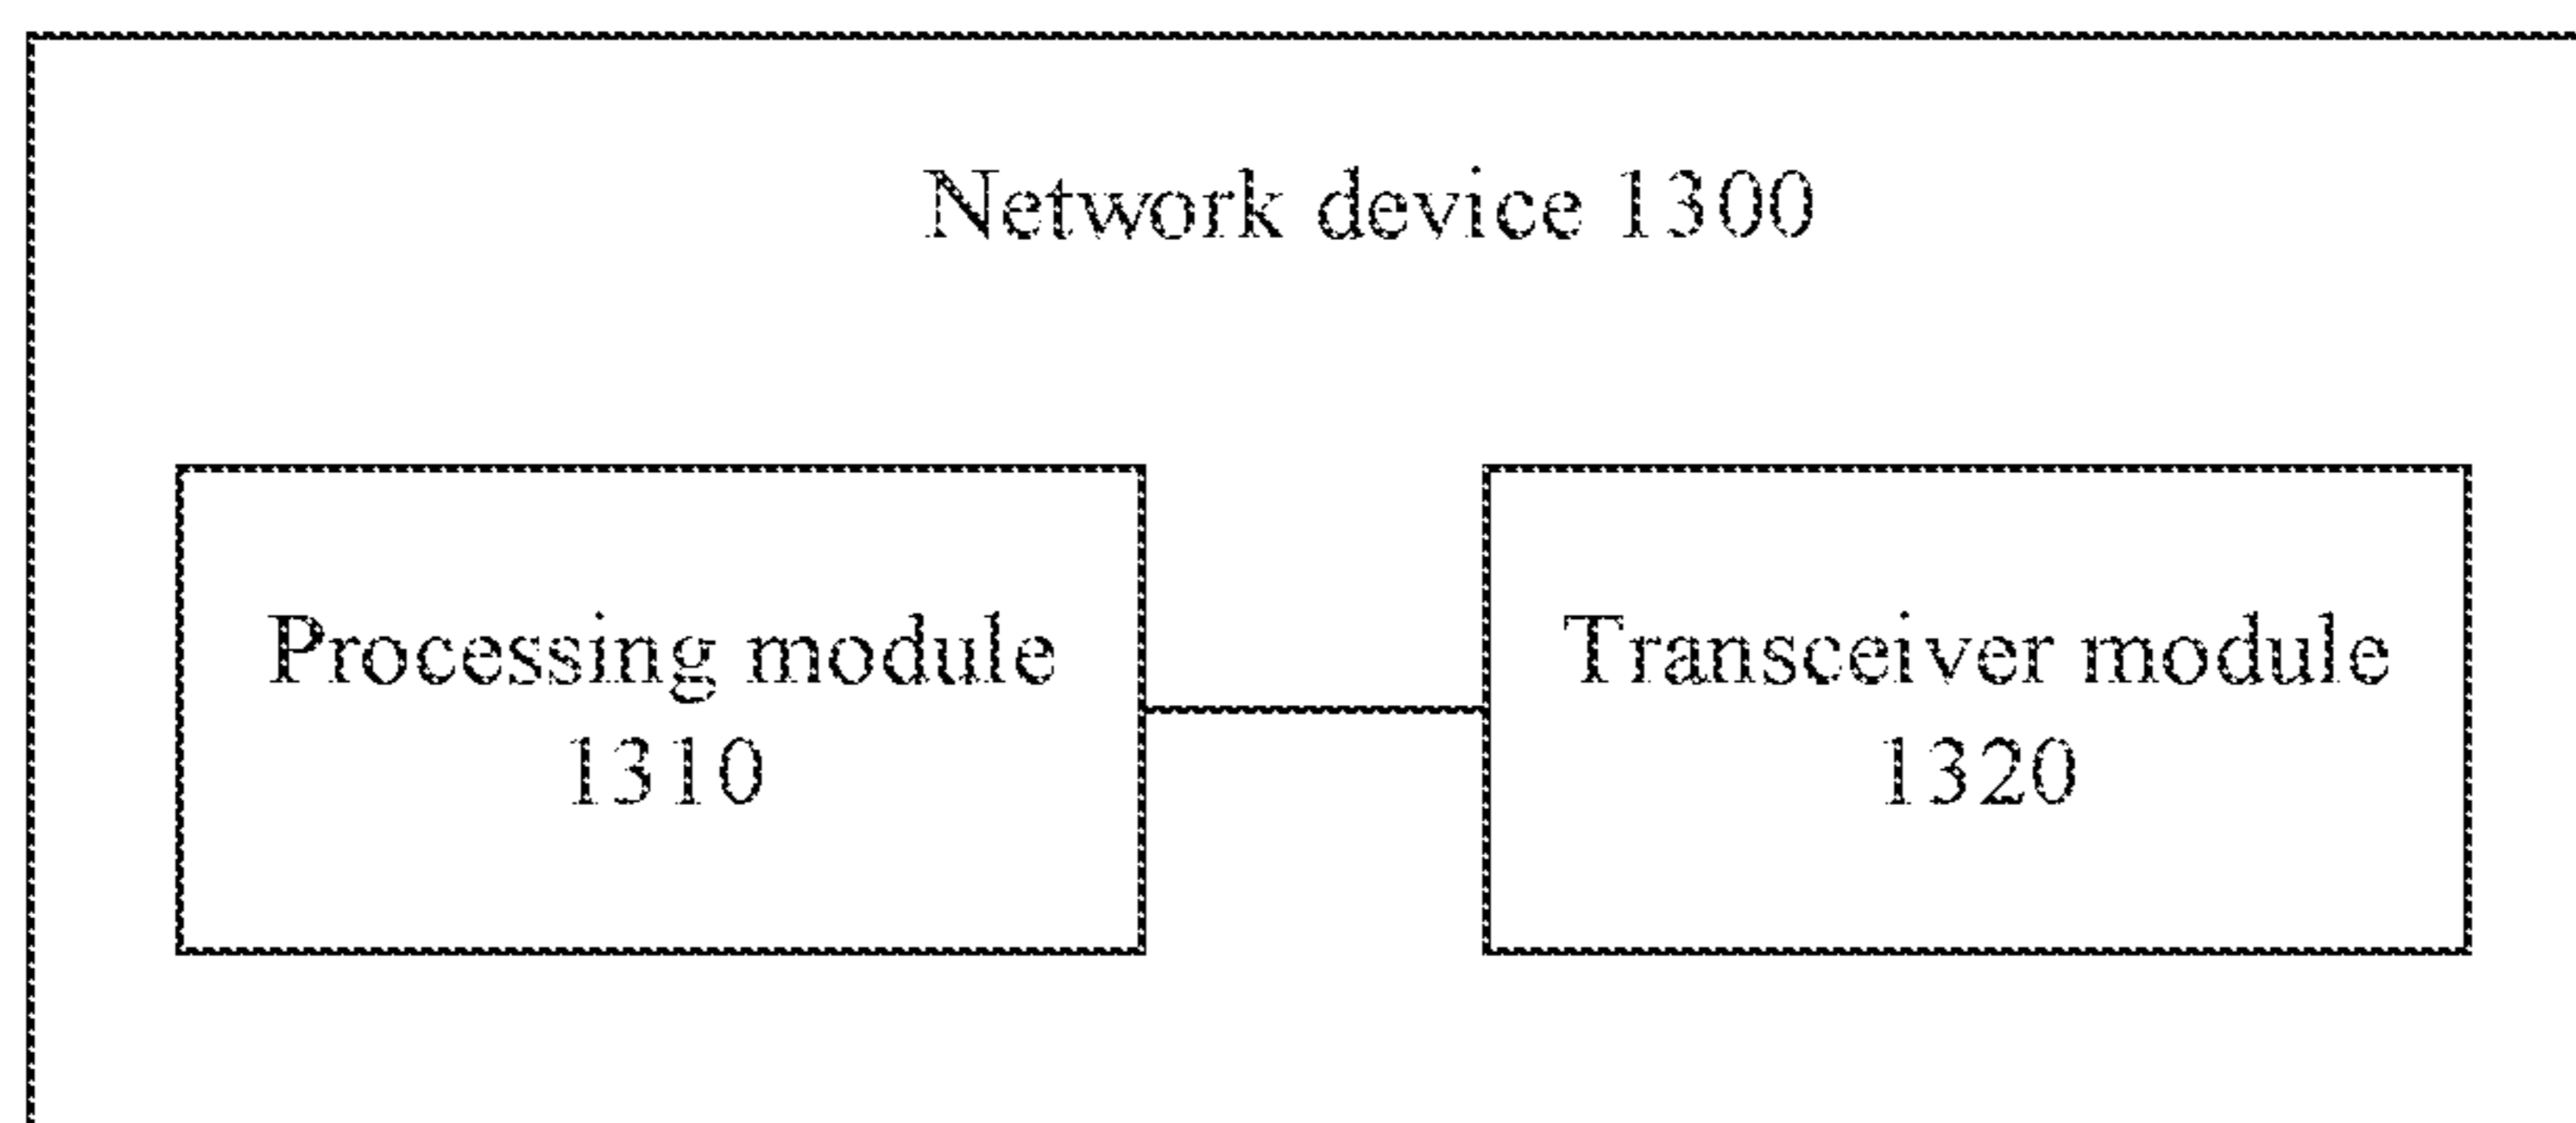 Network device 1300
Processing module
1310
Transceiver module
1320